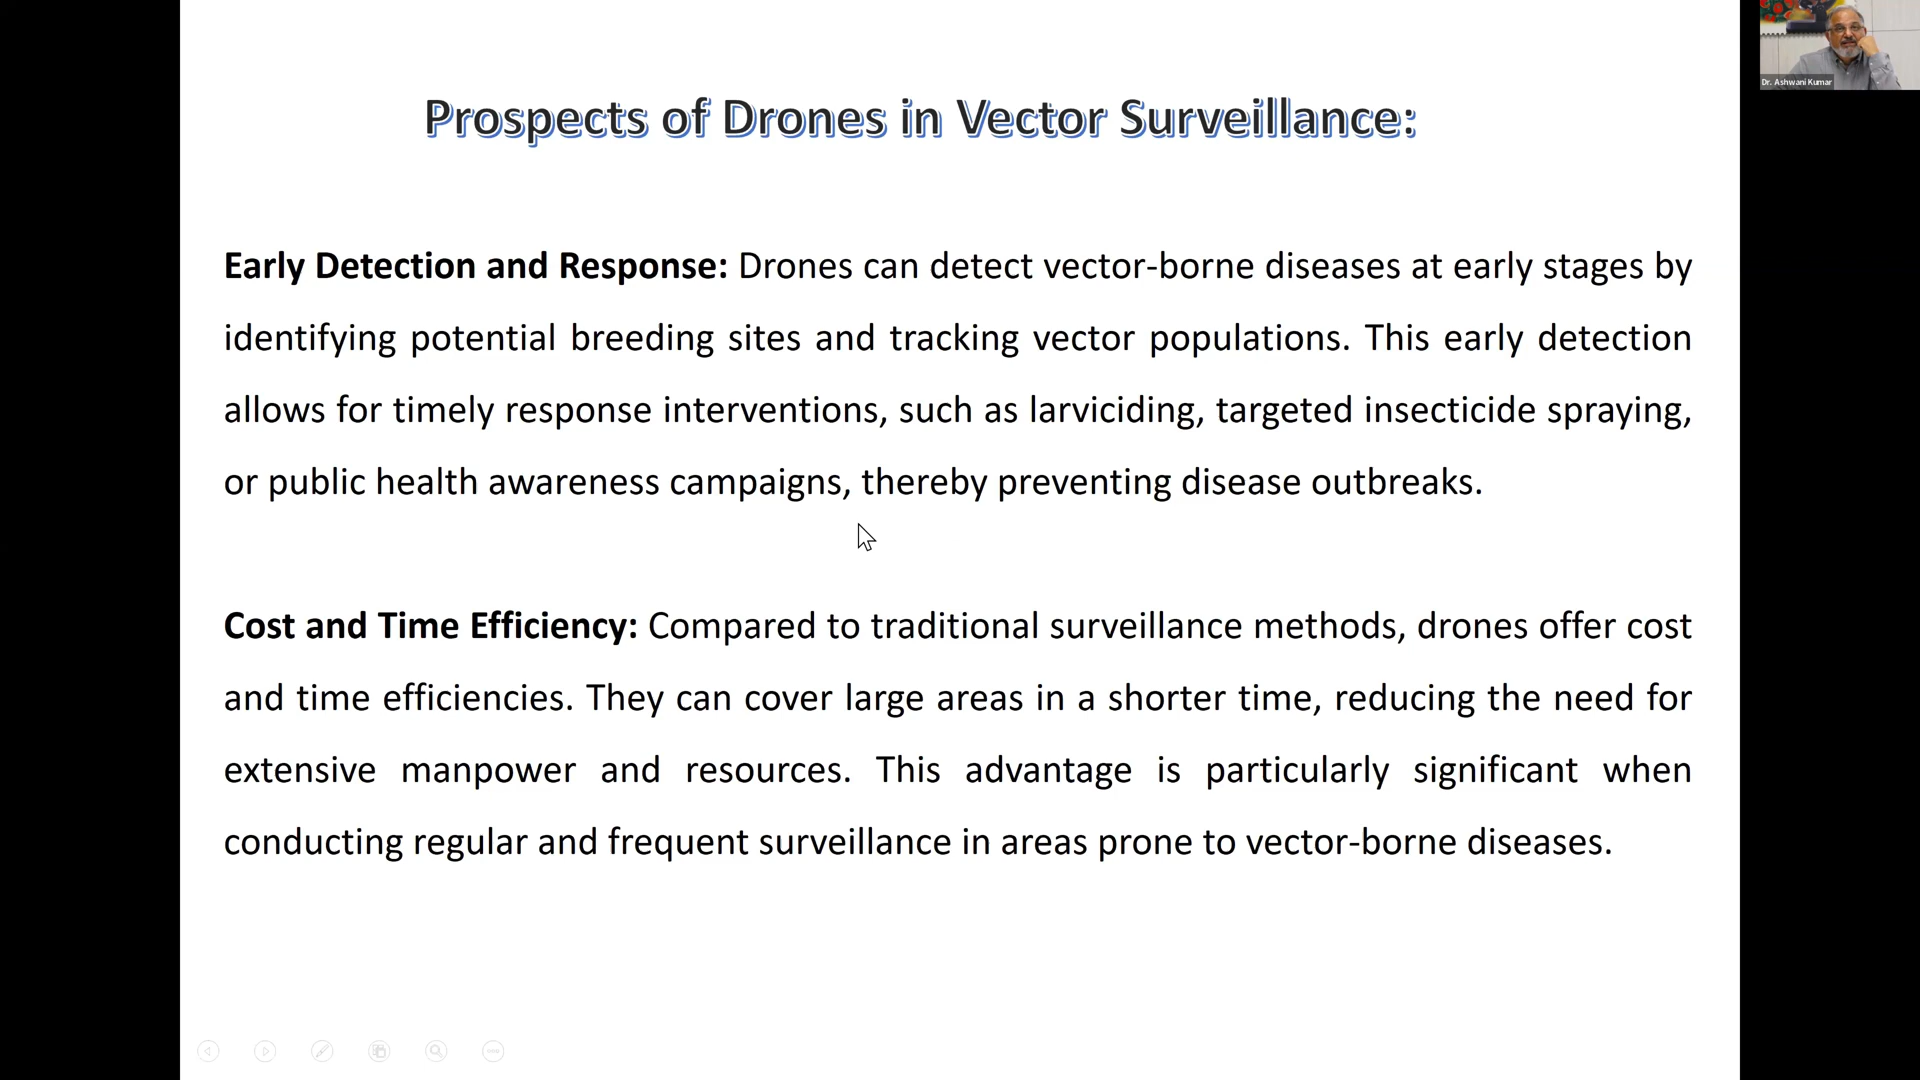 Dr. Ashwani Kumar
Prospects of Drones in Vector Surveillance:
Early Detection and Response: Drones can detect vector-borne diseases at early stages by
identifying potential breeding sites and tracking vector populations. This early detection
allows for timely response interventions, such as larviciding, targeted insecticide spraying,
or public health awareness campaigns, thereby preventing disease outbreaks.
Cost and Time Efficiency: Compared to traditional surveillance methods, drones offer cost
and time efficiencies. They can cover large areas in a shorter time, reducing the need for
extensive manpower and resources. This advantage is particularly significant when
conducting regular and frequent surveillance in areas prone to vector-borne diseases.